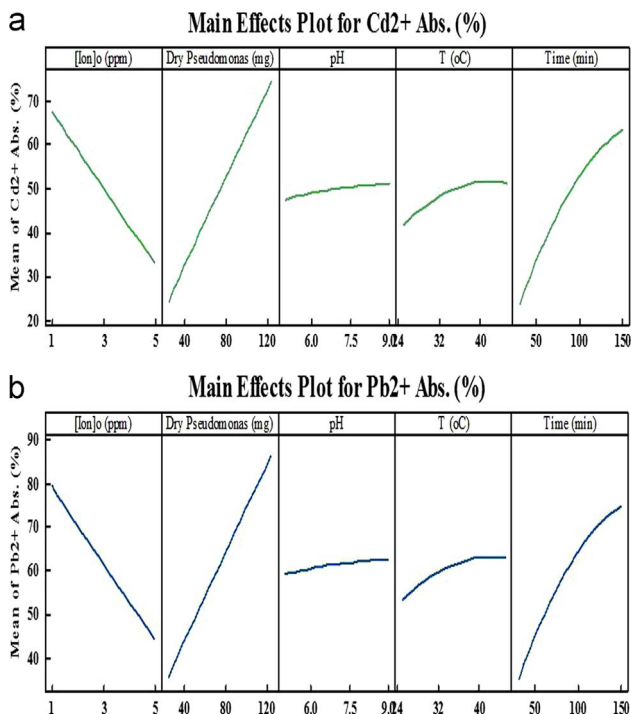 a
Main Effects Plot for Cd2+ Abs. (%)
[Ion]o (ppm) Dry Pseudomonas (mg) pH T (oC) Time (min)
Mean of Cd2+ Abs. (%)
70
60
50
40
30
20
1 3 5 40 80 120 6.0 7.5 9.0 24 32 40 50 100 150
b
Main Effects Plot for Pb2+ Abs. (%)
[Ion]o (ppm) Dry Pseudomonas (mg) pH T (oC) Time (min)
Mean of Pb2+ Abs. (%)
90
80
70
60
50
40
1 3 5 40 80 120 6.0 7.5 9.0 24 32 40 50 100 150